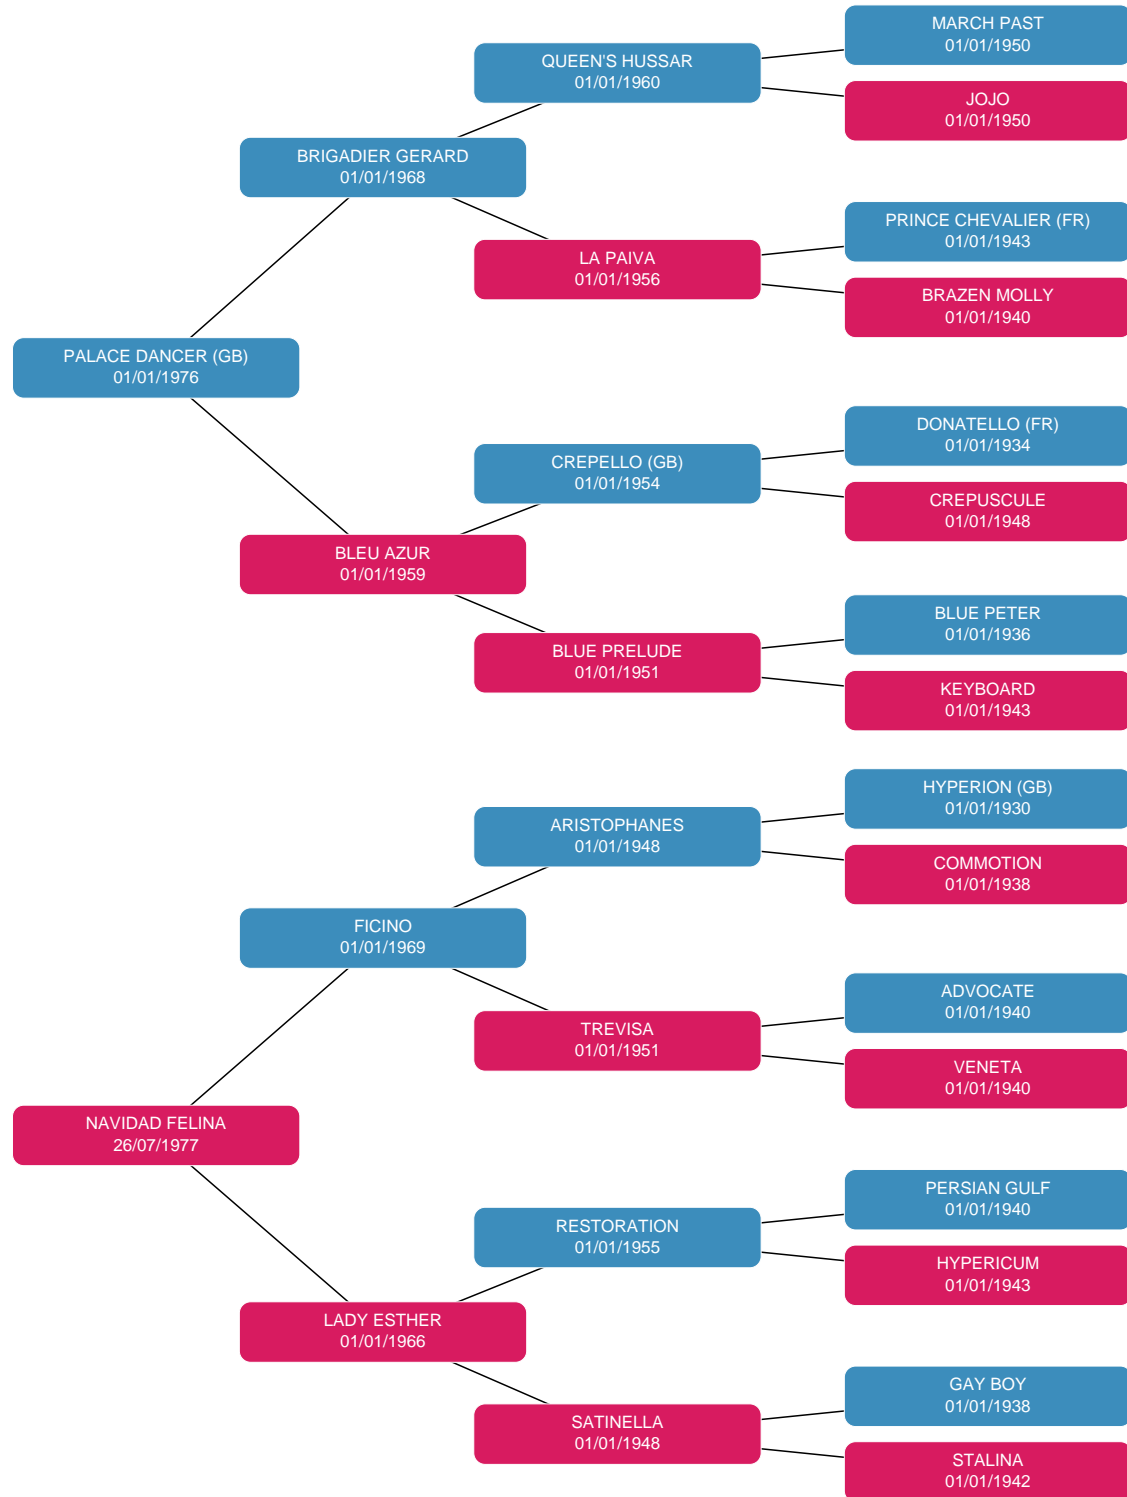 MARCH PAST
01/01/1950
QUEEN'S HUSSAR
01/01/1960
JOJO
01/01/1950
BRIGADIER GERARD
01/01/1968
PRINCE CHEVALIER (FR)
01/01/1943
LA PAIVA
01/01/1956
BRAZEN MOLLY
01/01/1940
PALACE DANCER (GB)
01/01/1976
DONATELLO (FR)
01/01/1934
CREPELLO (GB)
01/01/1954
CREPUSCULE
01/01/1948
BLEU AZUR
01/01/1959
BLUE PETER
01/01/1936
BLUE PRELUDE
01/01/1951
KEYBOARD
01/01/1943
HYPERION (GB)
01/01/1930
ARISTOPHANES
01/01/1948
COMMOTION
01/01/1938
FICINO
01/01/1969
ADVOCATE
01/01/1940
TREVISA
01/01/1951
VENETA
01/01/1940
NAVIDAD FELINA
26/07/1977
PERSIAN GULF
01/01/1940
RESTORATION
01/01/1955
HYPERICUM
01/01/1943
LADY ESTHER
01/01/1966
GAY BOY
01/01/1938
SATINELLA
01/01/1948
STALINA
01/01/1942